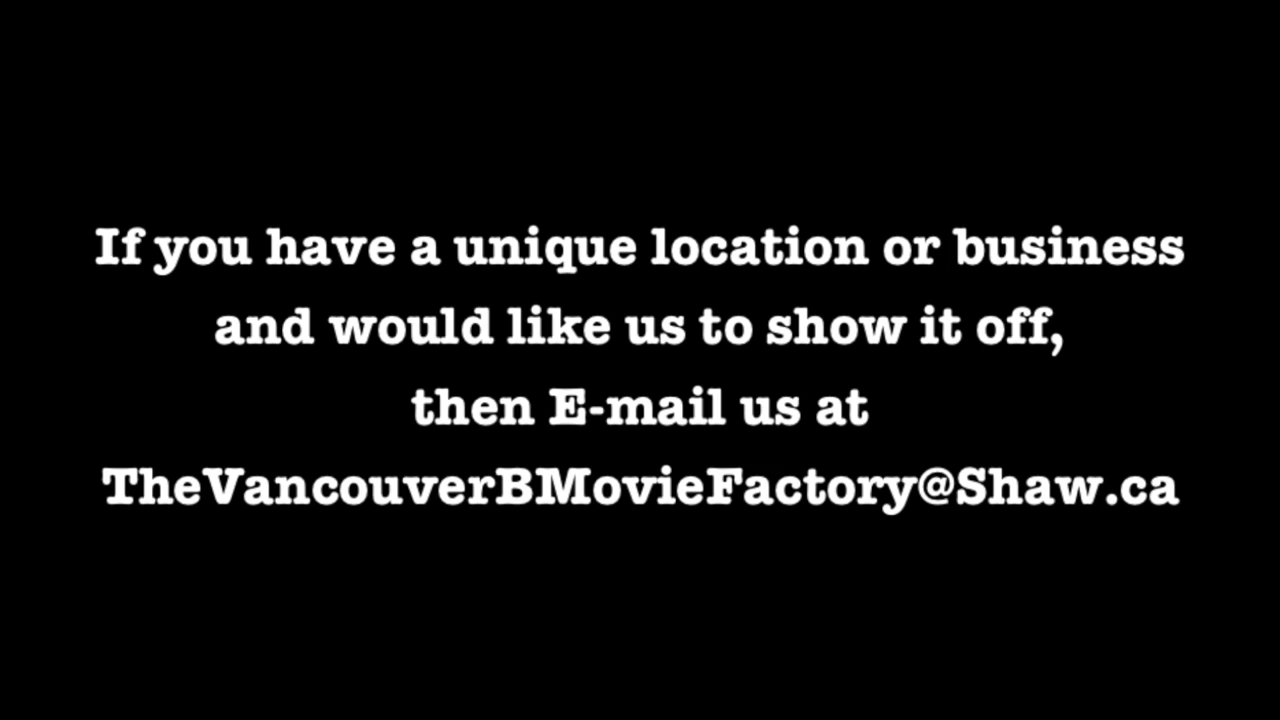 If you have a unique location or business
and would like us to show it off,
then E-mail us at
TheVancouverBMovieFactory@Shaw.ca